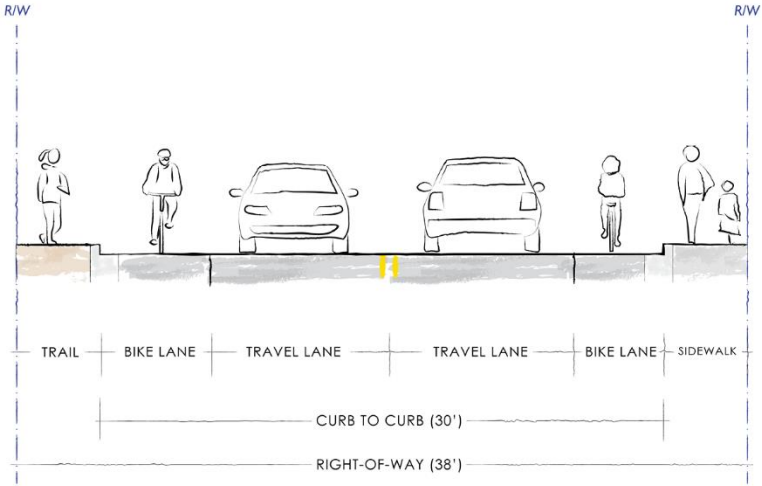 R/W
R/W
TRAIL
BIKE LANE
TRAVEL LANE
TRAVEL LANE
BIKE LANE
SIDEWALK
CURB TO CURB (30')
RIGHT-OF-WAY (38')